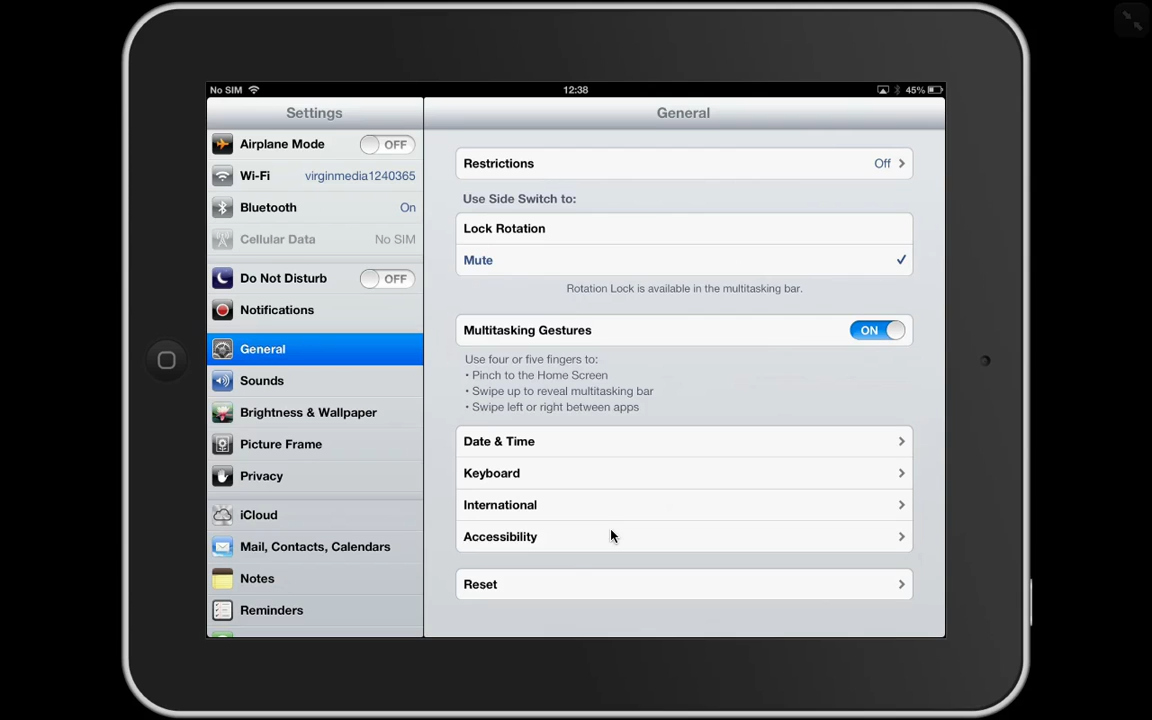 No SIM 12:38 45%
Settings
General
Airplane Mode OFF
Wi-Fi virginmedia1240365
Bluetooth On
Cellular Data No SIM
Do Not Disturb OFF
Notifications
General
Sounds
Brightness & Wallpaper
Picture Frame
Privacy
iCloud
Mail, Contacts, Calendars
Notes
Reminders
Restrictions Off
Use Side Switch to:
Lock Rotation
Mute
Rotation Lock is available in the multitasking bar.
Multitasking Gestures ON
Use four or five fingers to:
• Pinch to the Home Screen
• Swipe up to reveal multitasking bar
• Swipe left or right between apps
Date & Time
Keyboard
International
Accessibility
Reset